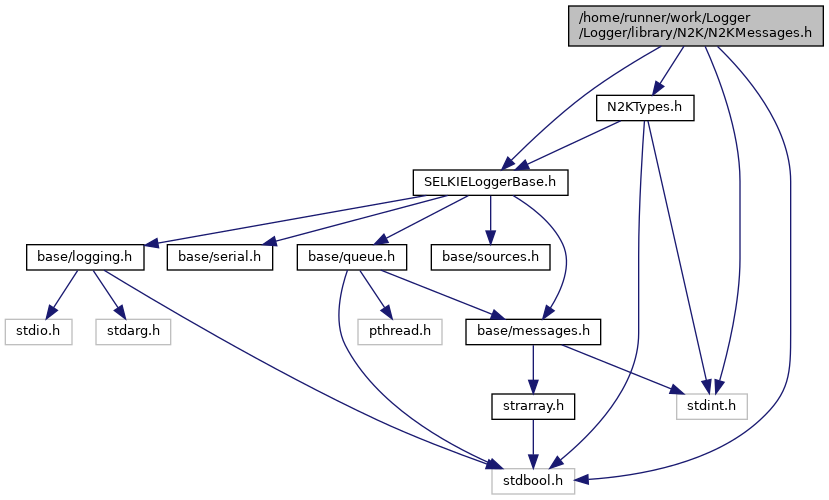 /home/runner/work/Logger
/Logger/library/N2K/N2KMessages.h
N2KTypes.h
SELKIELoggerBase.h
base/logging.h
base/serial.h
base/queue.h
base/sources.h
stdio.h
stdarg.h
pthread.h
base/messages.h
strarray.h
stdint.h
stdbool.h